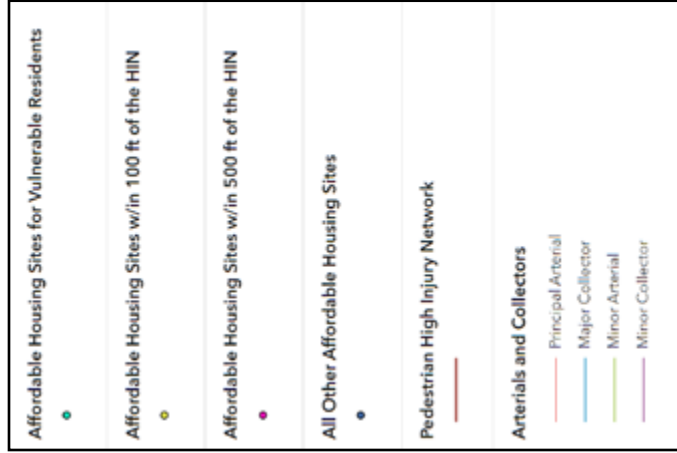 Affordable Housing Sites for Vulnerable Residents
Affordable Housing Sites w/in 100 ft of the HIN
Affordable Housing Sites w/in 500 ft of the HIN
All Other Affordable Housing Sites
Pedestrian High Injury Network
Arterials and Collectors
Principal Arterial
Major Collector
Minor Arterial
Minor Collector